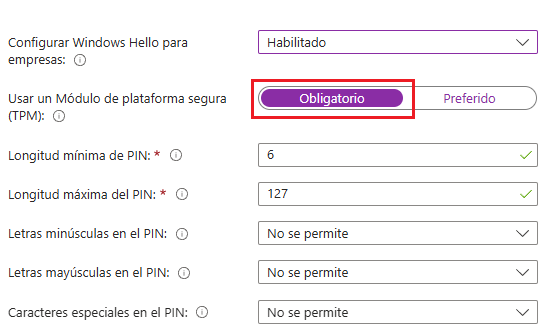 Configurar Windows Hello para
empresas:
Habilitado
Usar un Módulo de plataforma segura
(TPM):
Obligatorio
Preferido
Longitud mínima de PIN: *
6
Longitud máxima del PIN: *
127
Letras minúsculas en el PIN:
No se permite
Letras mayúsculas en el PIN:
No se permite
Caracteres especiales en el PIN:
No se permite